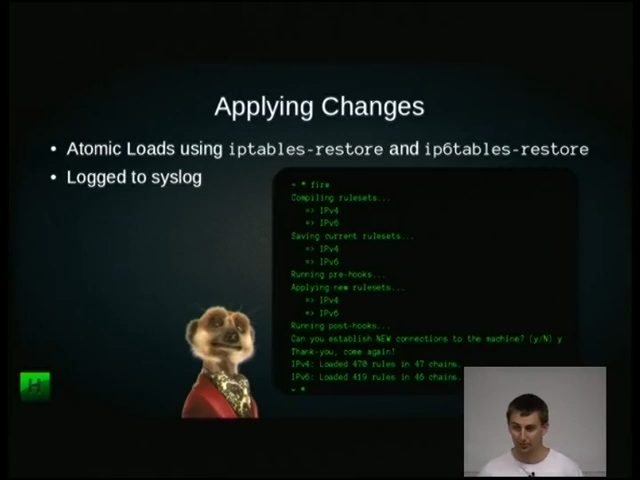 Applying Changes
• Atomic Loads using iptables-restore and ip6tables-restore
• Logged to syslog
~ * fire
Compiling rulesets...
=> IPv4
=> IPv6
Saving current rulesets...
=> IPv4
=> IPv6
Running pre-hooks...
Applying new rulesets...
=> IPv4
=> IPv6
Running post-hooks...
Can you establish NEW connections to the machine? (y/N) y
Thank-you, come again!
IPv4: Loaded 470 rules in 47 chains.
IPv6: Loaded 419 rules in 46 chains.
~ *
H